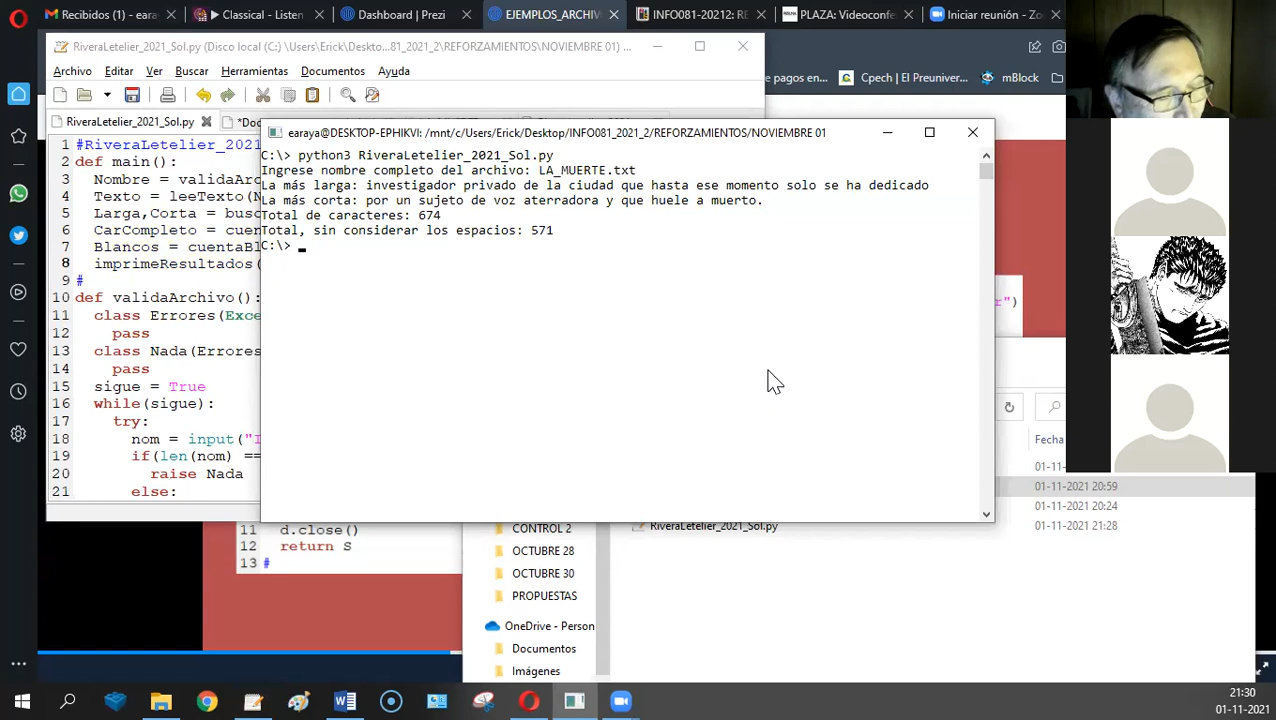 Recibidos (1) - earay
Classical - Listen
Dashboard | Prezi
EJEMPLOS_ARCHIV
INFO081-20212: RE
PLAZA: Videoconfe
Iniciar reunión - Zo
RiveraLetelier_2021_Sol.py (Disco local (C:) \Users\Erick\Deskto...81_2021_2\REFORZAMIENTOS\NOVIEMBRE 01) ...
de pagos en...
Cpech | El Preuniver...
mBlock
Archivo Editar Ver Buscar Herramientas Documentos Ayuda
RiveraLetelier_2021_Sol.py
*Do
earaya@DESKTOP-EPHIKVI: /mnt/c/Users/Erick/Desktop/INFO081_2021_2/REFORZAMIENTOS/NOVIEMBRE 01
C:\> python3 RiveraLetelier_2021_Sol.py
Ingrese nombre completo del archivo: LA_MUERTE.txt
La más larga: investigador privado de la ciudad que hasta ese momento solo se ha dedicado
La más corta: por un sujeto de voz aterradora y que huele a muerto.
Total de caracteres: 674
Total, sin considerar los espacios: 571
C:\>
1 #RiveraLetelier_2021
2 def main():
3 Nombre = validaAr
4 Texto = leeTexto(N
5 Larga,Corta = bus
6 CarCompleto = cuen
7 Blancos = cuentaBl
8 imprimeResultados(
9 #
10 def validaArchivo():
11 class Errores(Exce
12 pass
13 class Nada(Errores
14 pass
15 sigue = True
16 while(sigue):
17 try:
18 nom = input("I
19 if(len(nom) ==
20 raise Nada
21 else:
r")
Fecha
01-11
01-11-2021 20:59
01-11-2021 20:24
01-11-2021 21:28
RiveraLetelier_2021_Sol.py
11 d.close()
12 return S
13 #
CONTROL 2
OCTUBRE 28
OCTUBRE 30
PROPUESTAS
OneDrive - Person
Documentos
Imágenes
21:30
01-11-2021